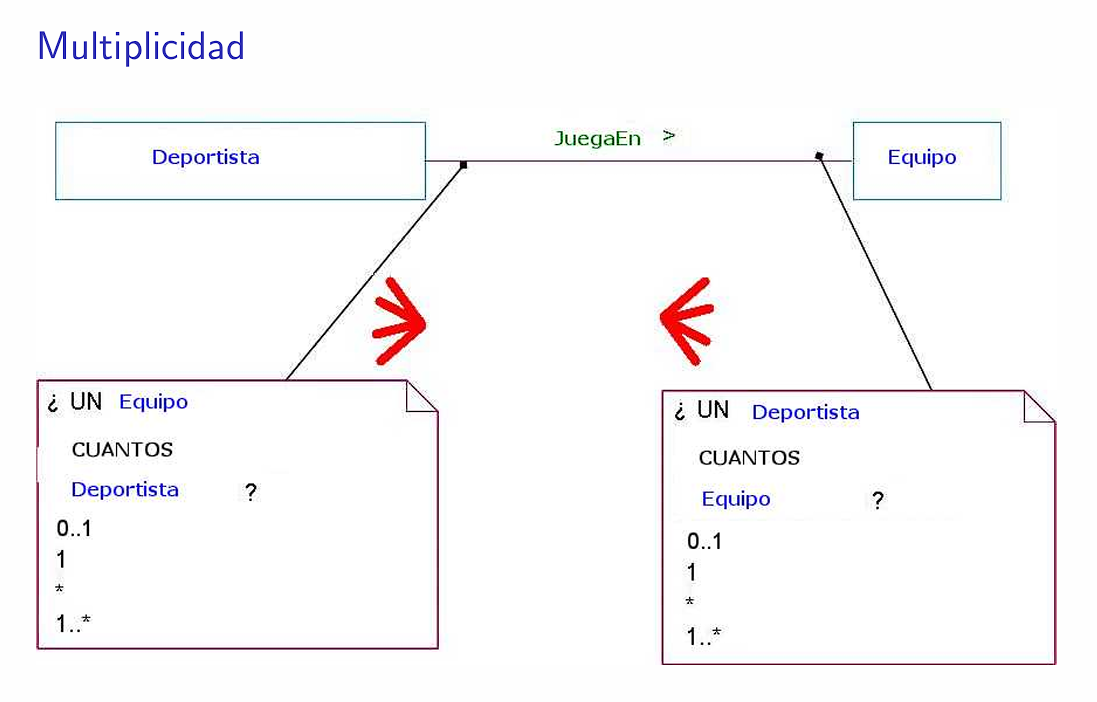 Multiplicidad
Deportista
JuegaEn >
Equipo
¿ UN Equipo
CUANTOS
Deportista ?
0..1
1
*
1..*
¿ UN Deportista
CUANTOS
Equipo ?
0..1
1
*
1..*